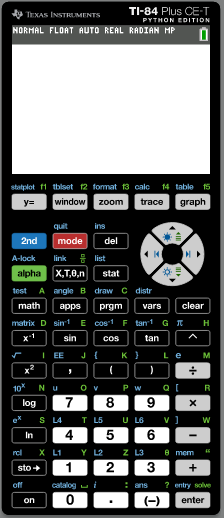 TEXAS INSTRUMENTS TI-84 Plus CE-T
PYTHON EDITION
NORMAL FLOAT AUTO REAL RADIAN MP
statplot f1 tblset f2 format f3 calc f4 table f5
y= window zoom trace graph
quit ins
2nd mode del
A-lock link list
alpha X,T,θ,n stat
test A angle B draw C distr
math apps prgm vars clear
matrix D sin⁻¹ E cos⁻¹ F tan⁻¹ G π H
x⁻¹ sin cos tan ^
√ I EE J { K } L e M
x² , ( ) ÷
10ˣ N u O v P w Q [ R
log 7 8 9 ×
eˣ S L4 T L5 U L6 V ] W
ln 4 5 6 −
rcl X L1 Y L2 Z L3 θ mem "
sto→ 1 2 3 +
off catalog ⎵ i : ans ? entry solve
on 0 . (−) enter